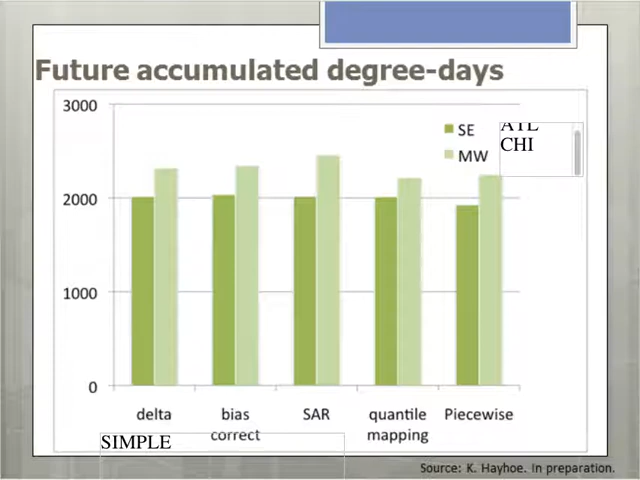 Future accumulated degree-days
3000
2000
1000
0
SE
MW
ATL
CHI
delta
bias
correct
SAR
quantile
mapping
Piecewise
SIMPLE
Source: K. Hayhoe. In preparation.